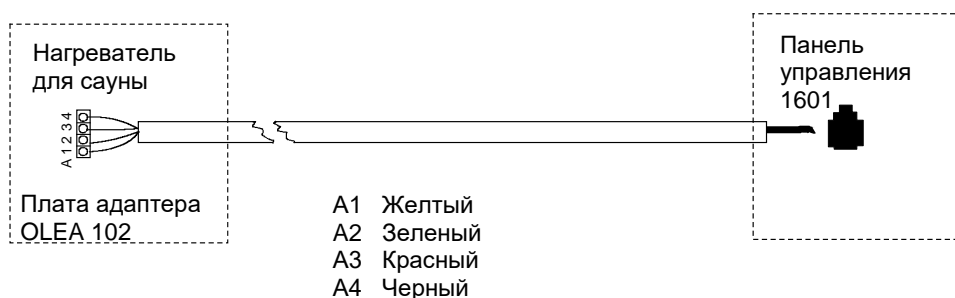 Нагреватель
для сауны
A 1 2 3 4
Плата адаптера
OLEA 102
A1 Желтый
A2 Зеленый
A3 Красный
A4 Черный
Панель
управления
1601